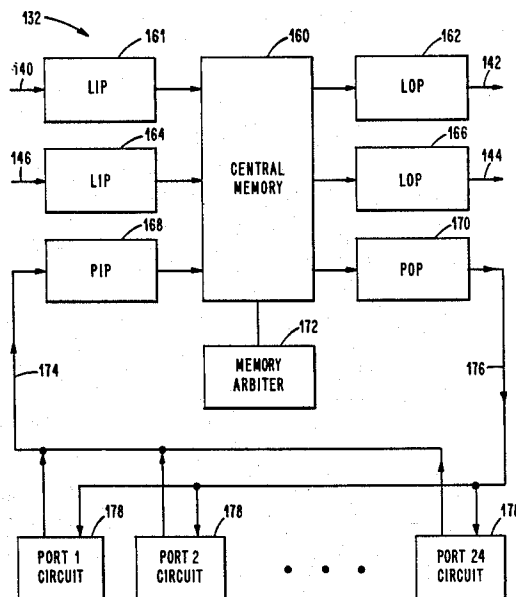 132
161
160
162
140
LIP
LOP
142
164
166
146
LIP
CENTRAL
MEMORY
LOP
144
168
170
PIP
POP
172
174
MEMORY
ARBITER
176
178
178
178
PORT 1
CIRCUIT
PORT 2
CIRCUIT
• • •
PORT 24
CIRCUIT